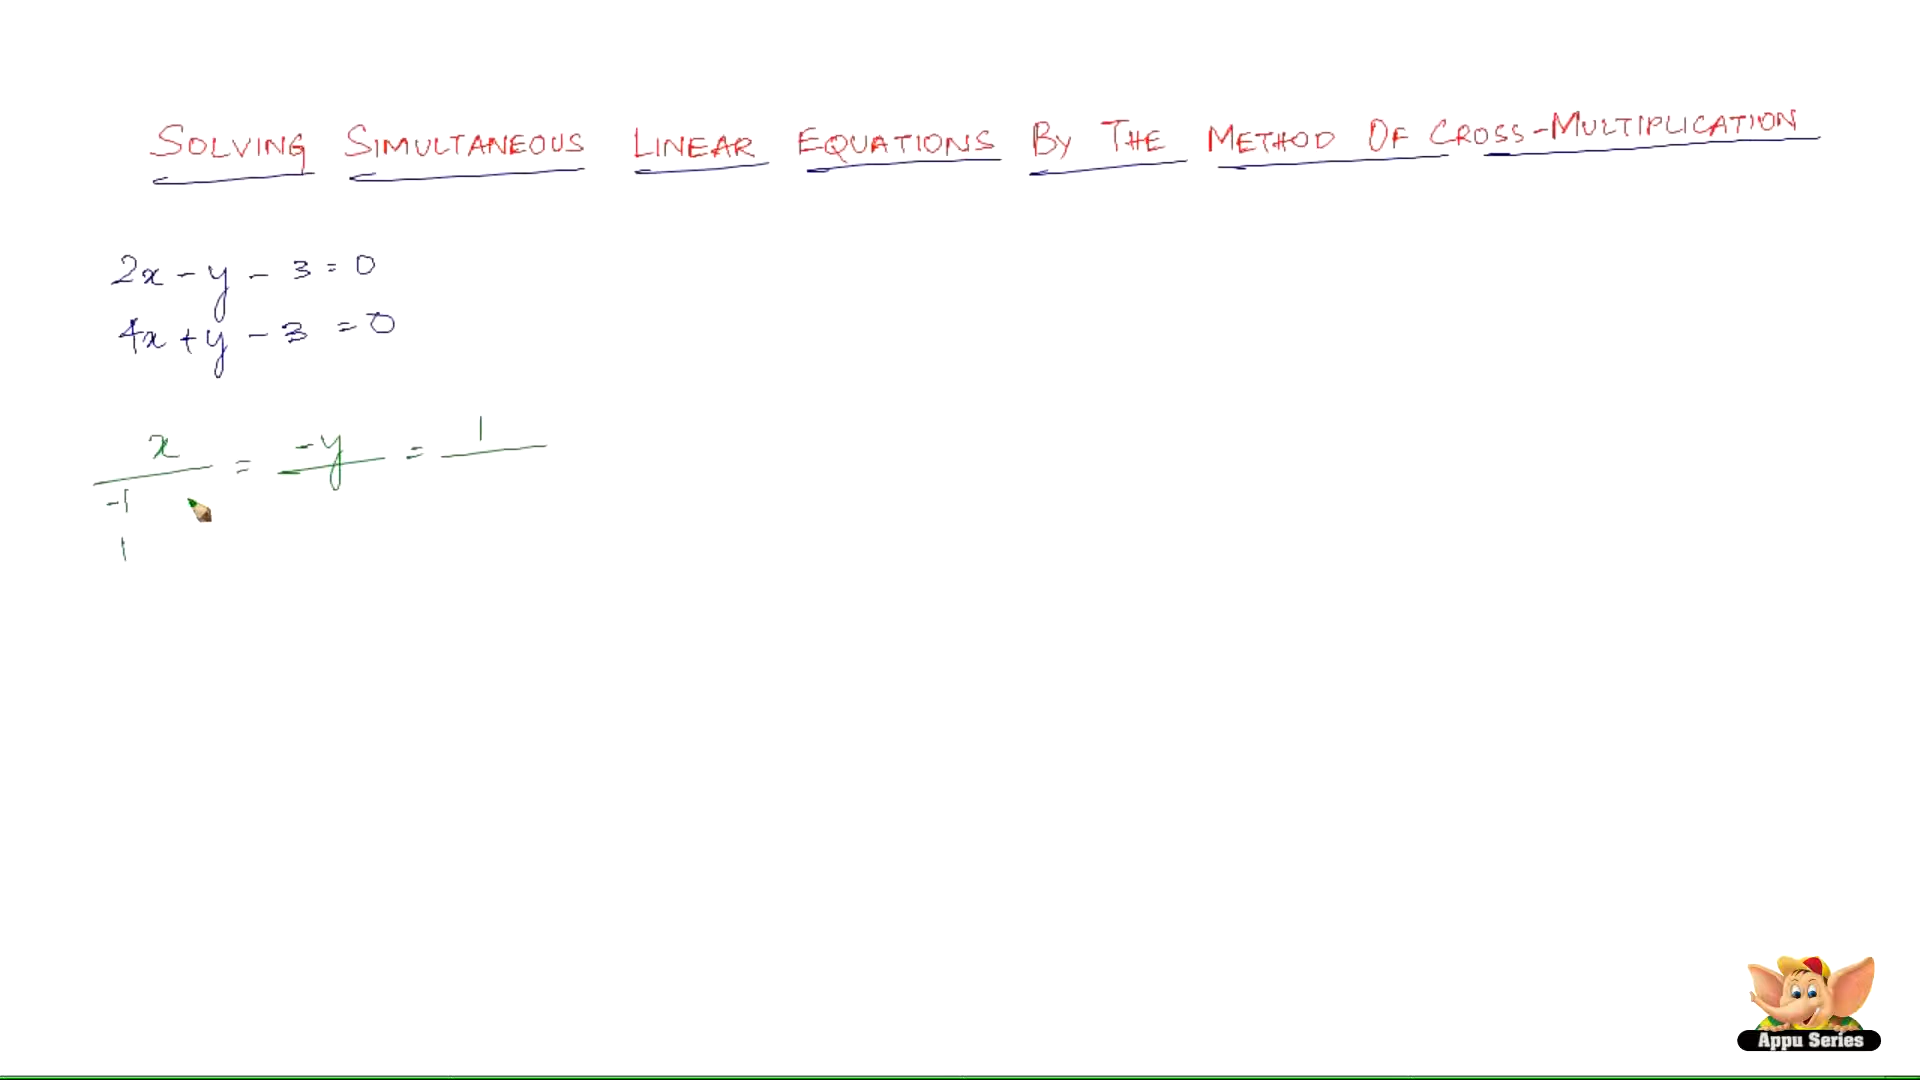 SOLVING SIMULTANEOUS LINEAR EQUATIONS BY THE METHOD OF CROSS-MULTIPLICATION
2x - y - 3 = 0
4x + y - 3 = 0
x = -y = 1
-1
1
Appu Series